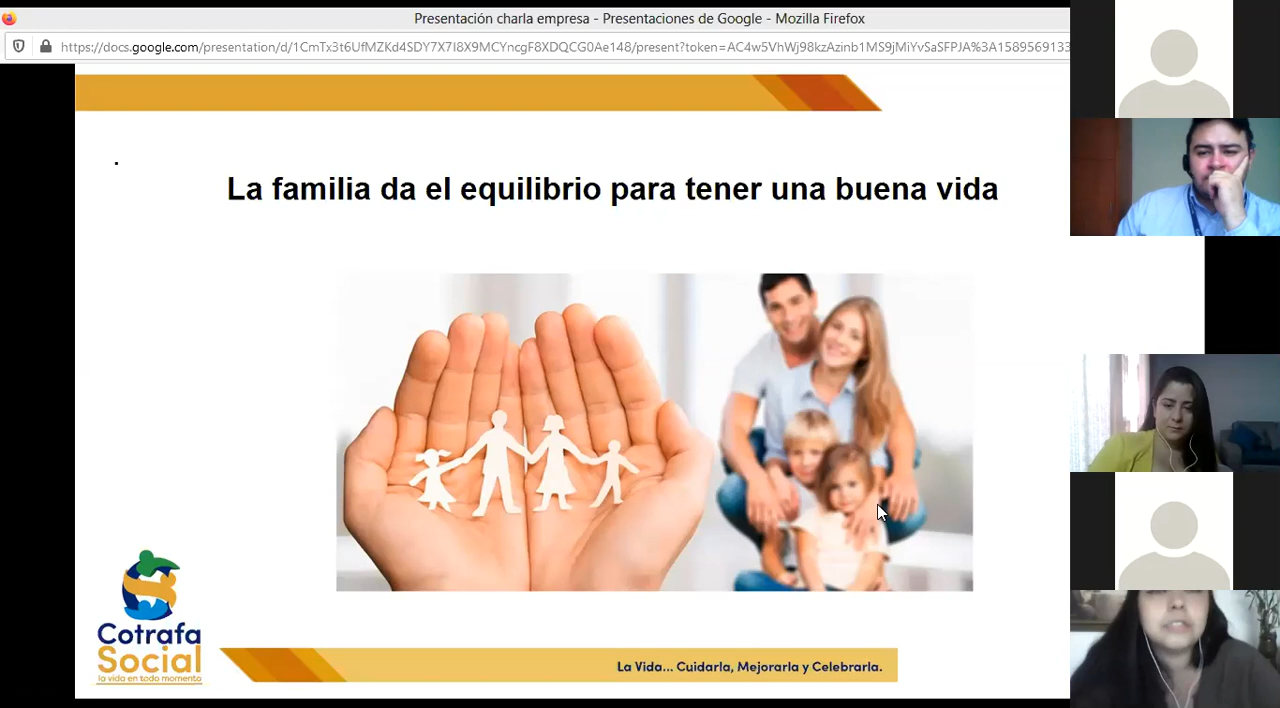 Presentación charla empresa - Presentaciones de Google - Mozilla Firefox
https://docs.google.com/presentation/d/1CmTx3t6UfMZKd4SDY7X7I8X9MCYncgF8XDQCG0Ae148/present?token=AC4w5VhWj98kzAzinb1MS9jMiYvSaSFPJA%3A1589569133
.
La familia da el equilibrio para tener una buena vida
Cotrafa
Social
la vida en todo momento
La Vida... Cuidarla, Mejorarla y Celebrarla.